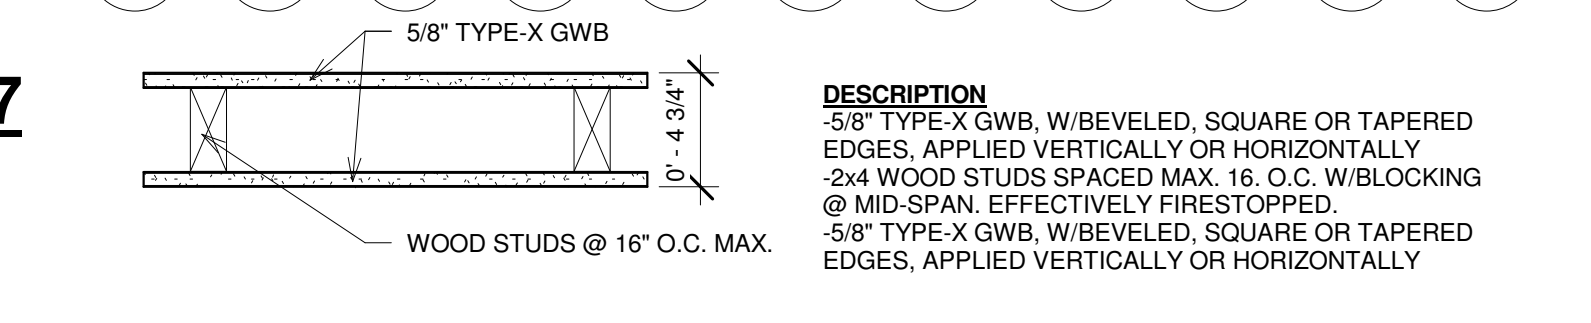 7
5/8" TYPE-X GWB
0' - 4 3/4"
WOOD STUDS @ 16" O.C. MAX.
DESCRIPTION
-5/8" TYPE-X GWB, W/BEVELED, SQUARE OR TAPERED
EDGES, APPLIED VERTICALLY OR HORIZONTALLY
-2x4 WOOD STUDS SPACED MAX. 16. O.C. W/BLOCKING
@ MID-SPAN. EFFECTIVELY FIRESTOPPED.
-5/8" TYPE-X GWB, W/BEVELED, SQUARE OR TAPERED
EDGES, APPLIED VERTICALLY OR HORIZONTALLY